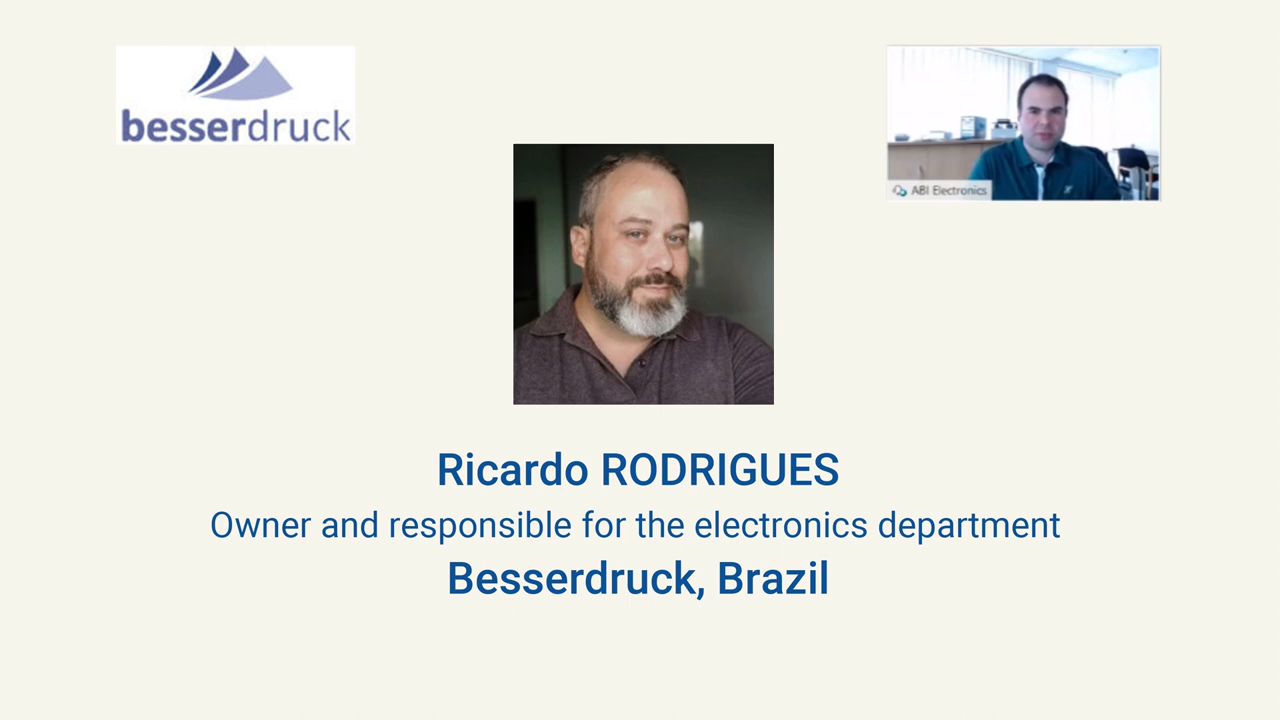 besserdruck
ABI Electronics
Ricardo RODRIGUES
Owner and responsible for the electronics department
Besserdruck, Brazil